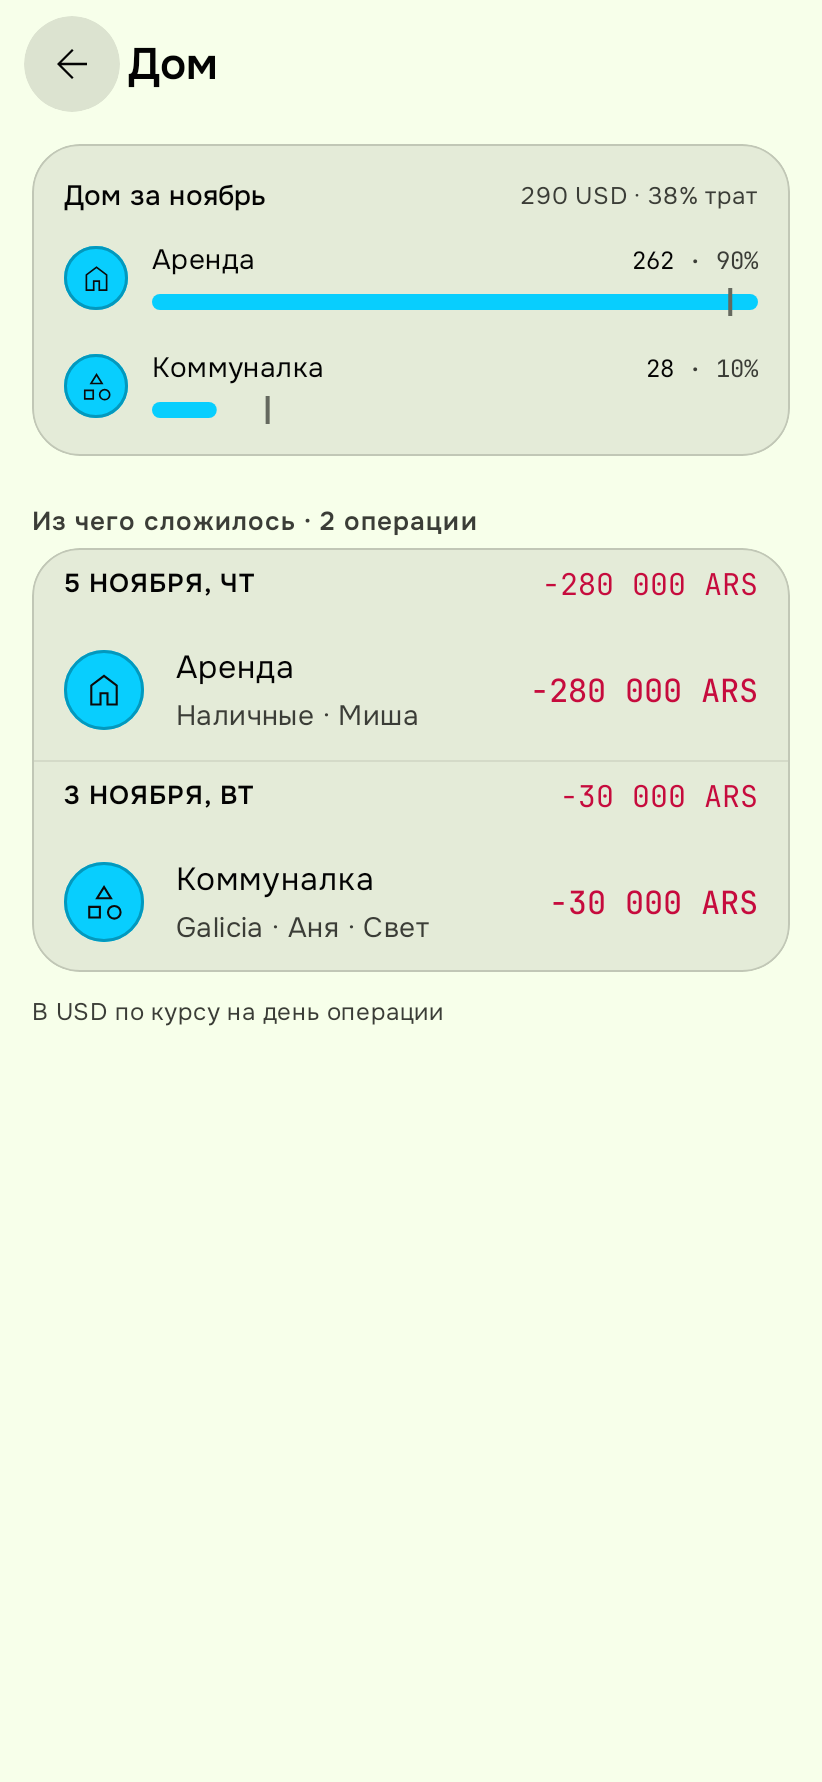 Дом
Дом за ноябрь 290 USD · 38% трат
Аренда 262 · 90%
Коммуналка 28 · 10%
Из чего сложилось · 2 операции
5 НОЯБРЯ, ЧТ -280 000 ARS
Аренда -280 000 ARS
Наличные · Миша
3 НОЯБРЯ, ВТ -30 000 ARS
Коммуналка -30 000 ARS
Galicia · Аня · Свет
В USD по курсу на день операции